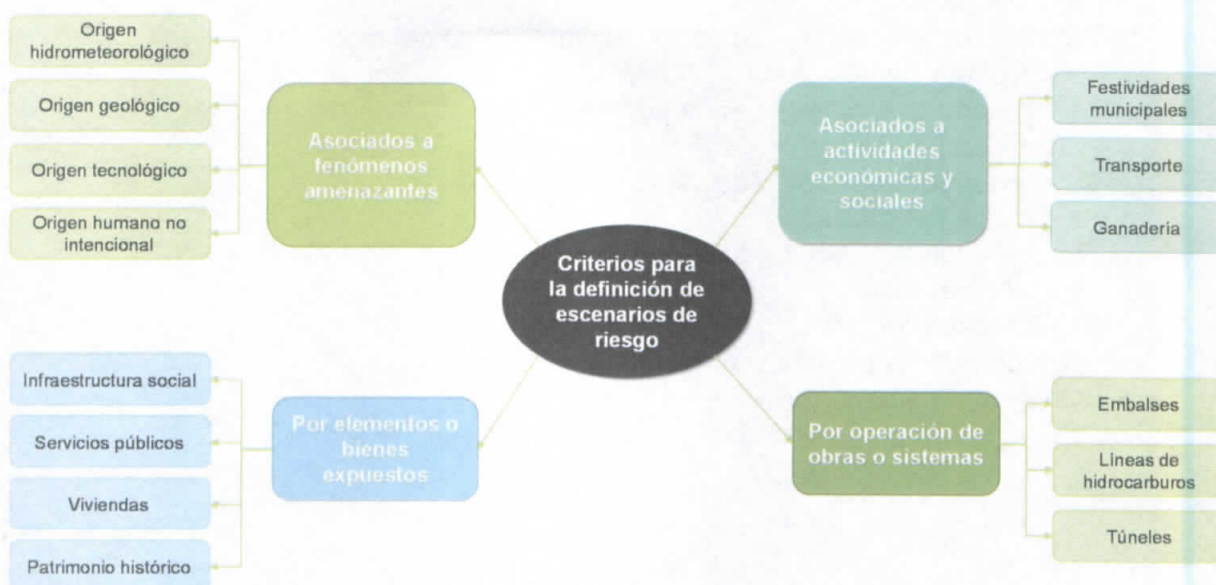 Origen
hidrometeorológico
Origen geológico
Origen tecnológico
Origen humano no
intencional
Asociados a
fenómenos
amenazantes
Asociados a
actividades
económicas y
sociales
Festividades
municipales
Transporte
Ganadería
Criterios para
la definición de
escenarios de
riesgo
Infraestructura social
Servicios públicos
Viviendas
Patrimonio histórico
Por elementos o
bienes
expuestos
Por operación de
obras o sistemas
Embalses
Lineas de
hidrocarburos
Túneles